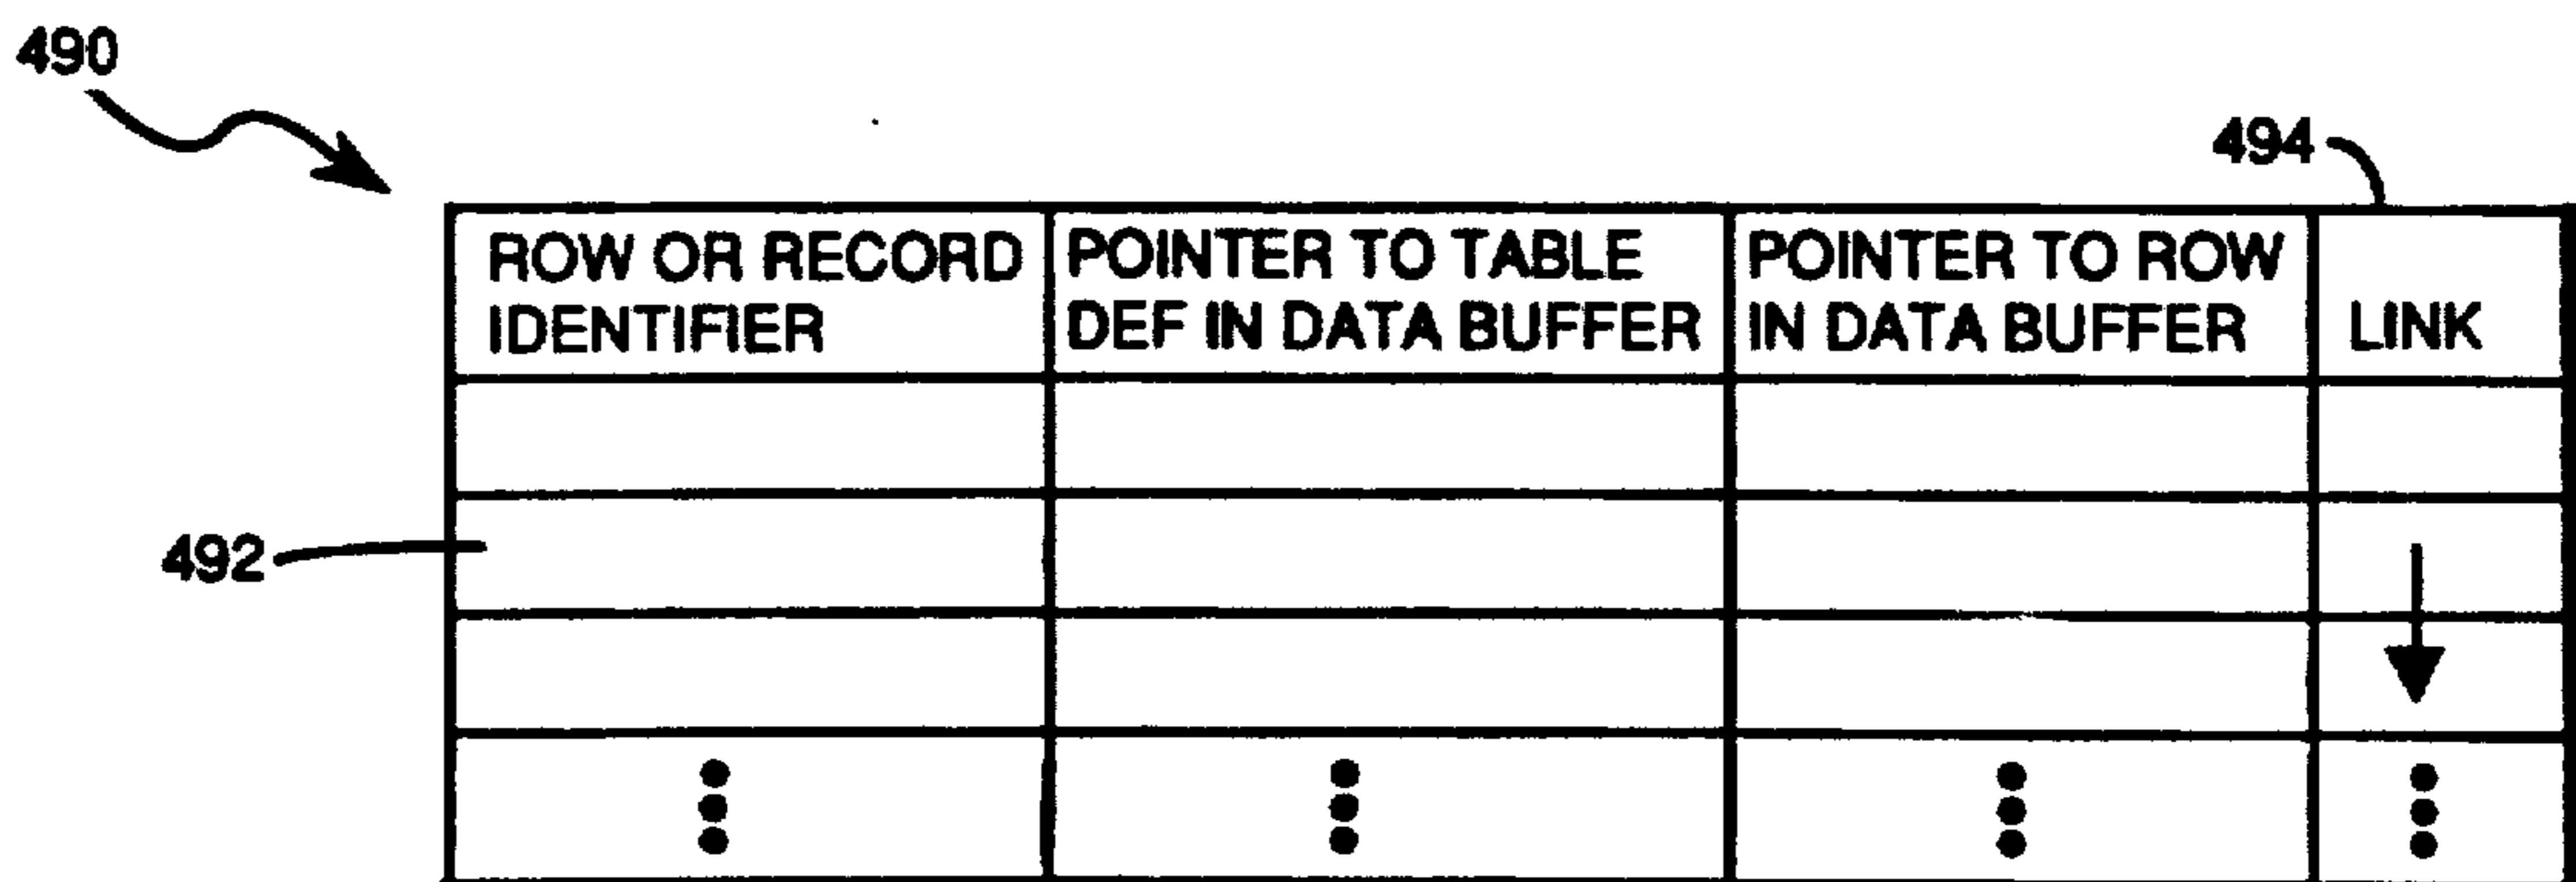 490
494
ROW OR RECORD IDENTIFIER
POINTER TO TABLE DEF IN DATA BUFFER
POINTER TO ROW IN DATA BUFFER
LINK
492